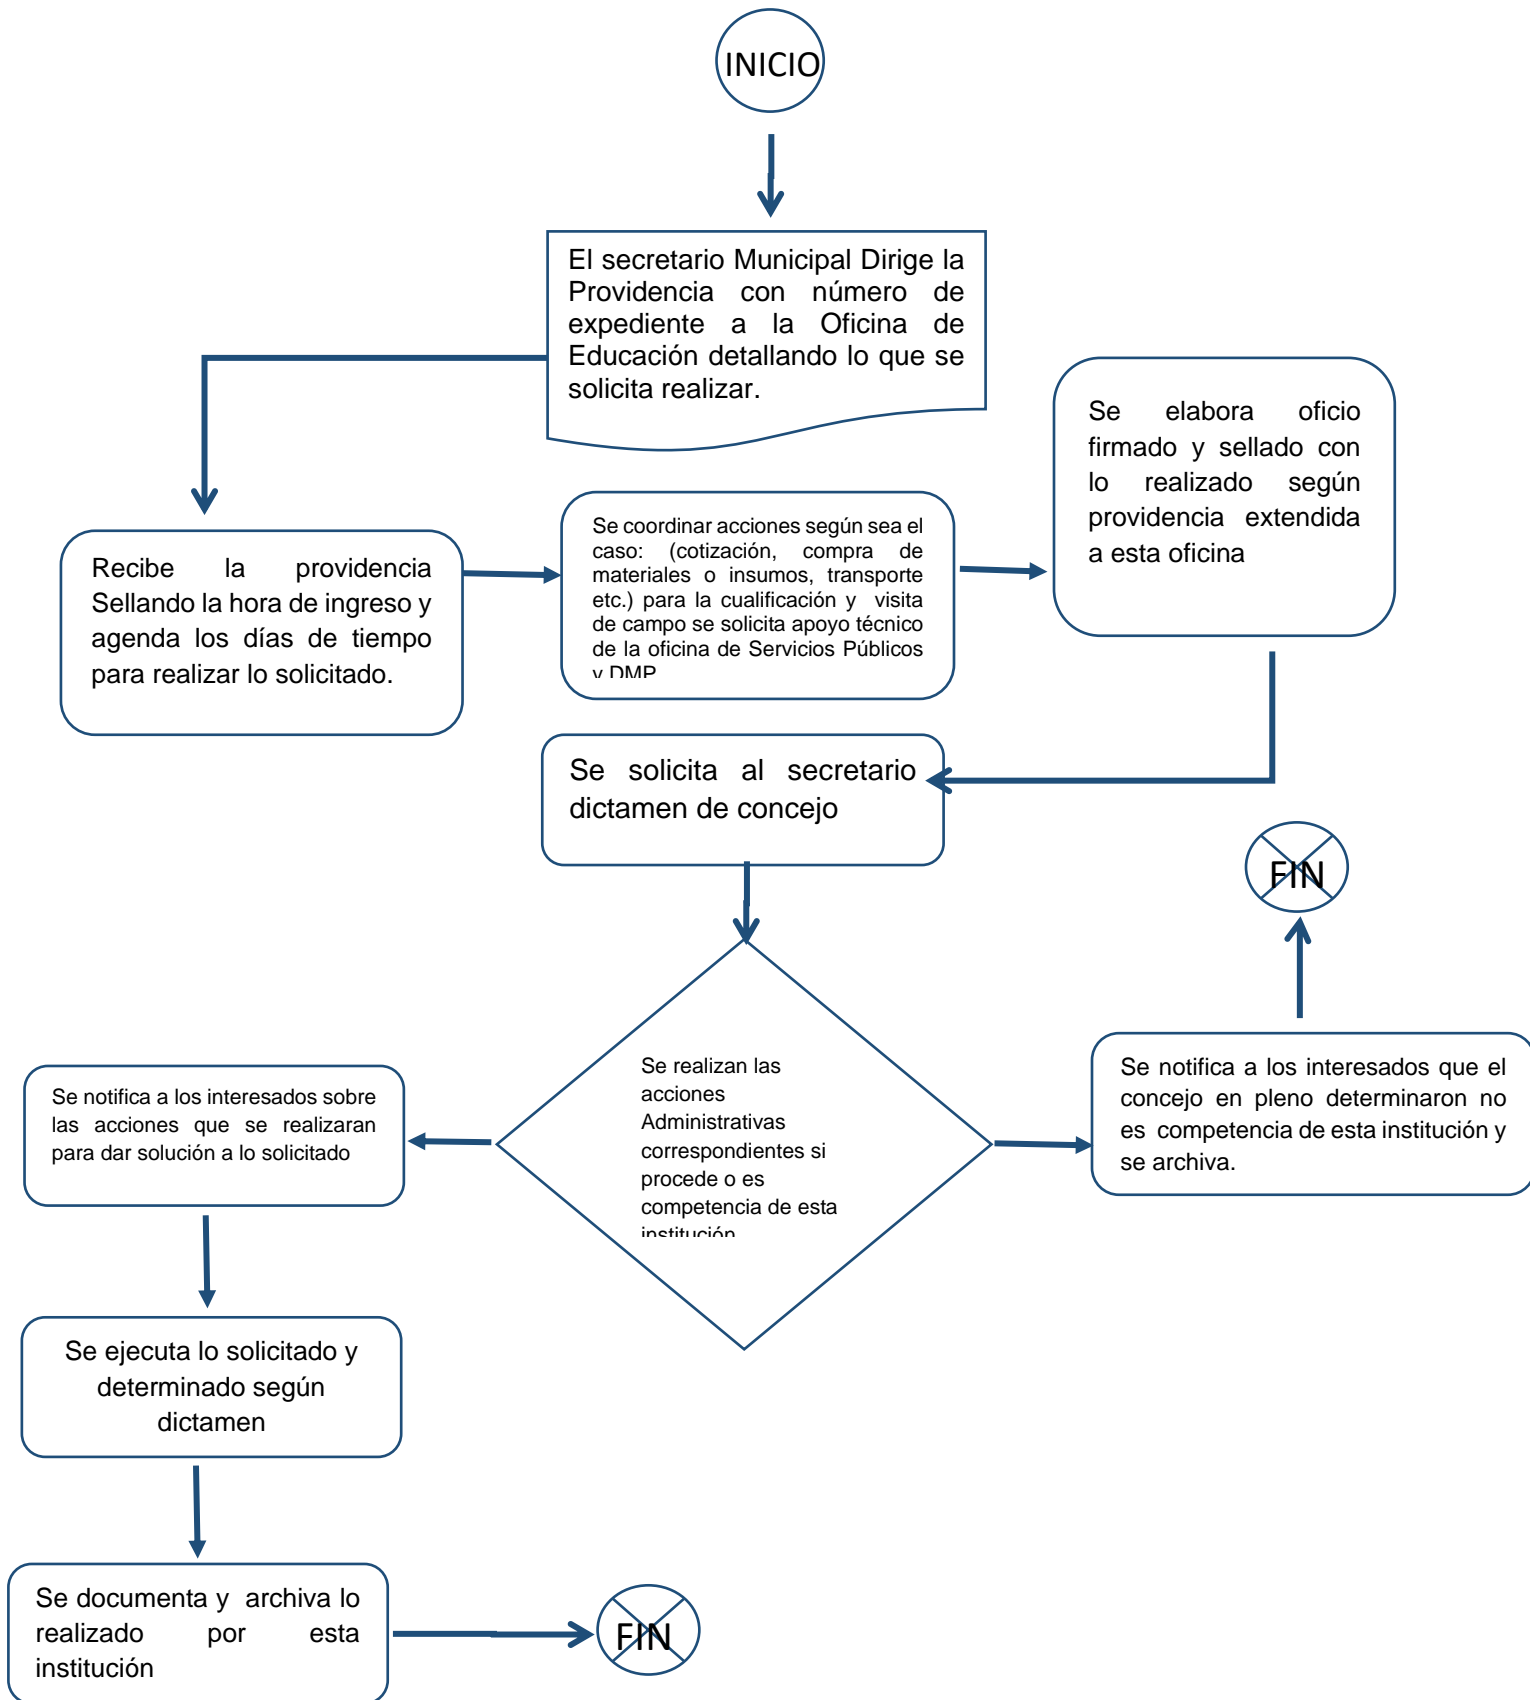 INICIO
El secretario Municipal Dirige la
Providencia con número de
expediente a la Oficina de
Educación detallando lo que se
solicita realizar.
Recibe la providencia
Sellando la hora de ingreso y
agenda los días de tiempo
para realizar lo solicitado.
Se coordinar acciones según sea el
caso: (cotización, compra de
materiales o insumos, transporte
etc.) para la cualificación y visita
de campo se solicita apoyo técnico
de la oficina de Servicios Públicos
y DMP
Se elabora oficio
firmado y sellado con
lo realizado según
providencia extendida
a esta oficina
Se solicita al secretario
dictamen de concejo
Se realizan las
acciones
Administrativas
correspondientes si
procede o es
competencia de esta
institución
Se notifica a los interesados que el
concejo en pleno determinaron no
es competencia de esta institución y
se archiva.
FIN
Se notifica a los interesados sobre
las acciones que se realizaran
para dar solución a lo solicitado
Se ejecuta lo solicitado y
determinado según
dictamen
Se documenta y archiva lo
realizado por esta
institución
FIN